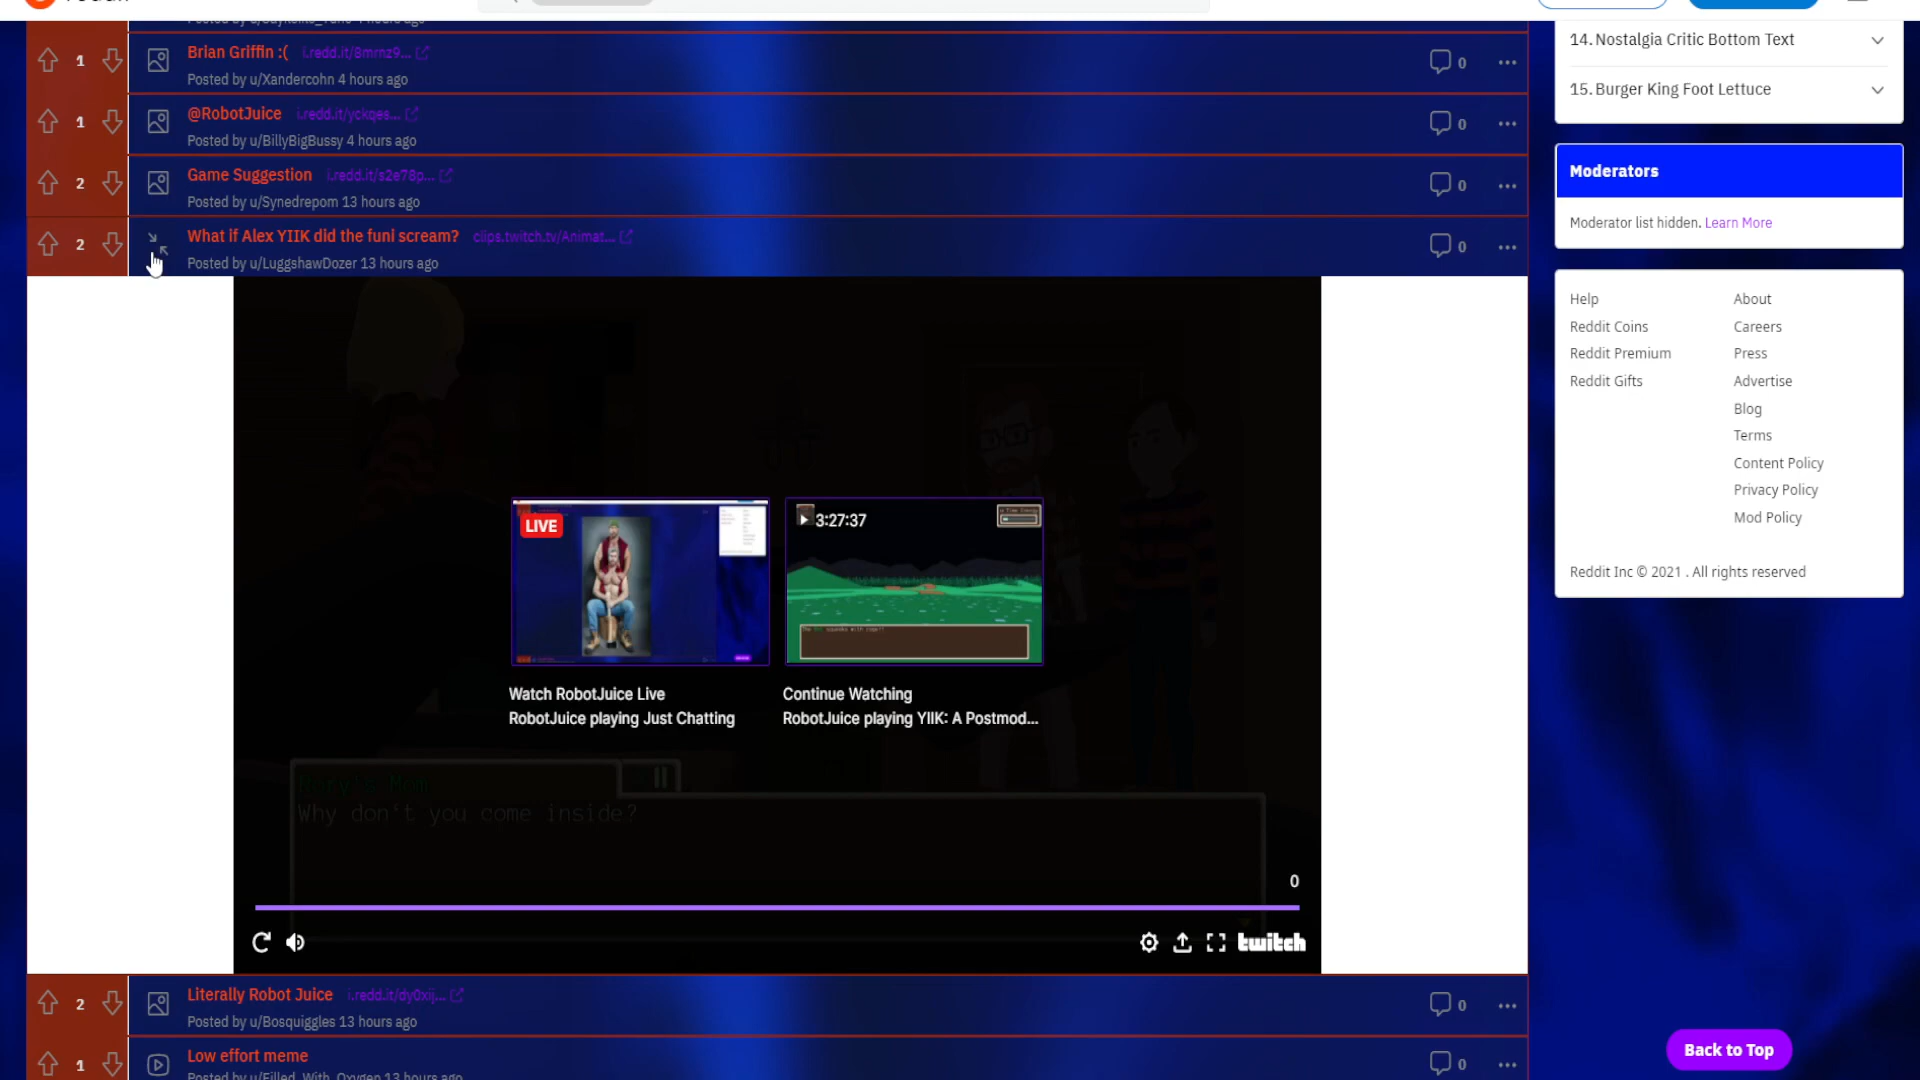 1
Brian Griffin :( i.redd.it/8mrnz9...
Posted by u/Xandercohn 4 hours ago
0
1
@RobotJuice i.redd.it/yckqes...
Posted by u/BillyBigBussy 4 hours ago
0
2
Game Suggestion i.redd.it/s2e78p...
Posted by u/Synedrepom 13 hours ago
0
2
What if Alex YIIK did the funi scream? clips.twitch.tv/Animat...
Posted by u/LuggshawDozer 13 hours ago
0
LIVE
3:27:37
Watch RobotJuice Live
RobotJuice playing Just Chatting
Continue Watching
RobotJuice playing YIIK: A Postmod...
Why don't you come inside?
0
twitch
2
Literally Robot Juice i.redd.it/dy0xij...
Posted by u/Bosquiggles 13 hours ago
0
1
Low effort meme
Posted by u/Filled_With_Oxygen 13 hours ago
0
14. Nostalgia Critic Bottom Text
15. Burger King Foot Lettuce
Moderators
Moderator list hidden. Learn More
Help
Reddit Coins
Reddit Premium
Reddit Gifts
About
Careers
Press
Advertise
Blog
Terms
Content Policy
Privacy Policy
Mod Policy
Reddit Inc © 2021 . All rights reserved
Back to Top